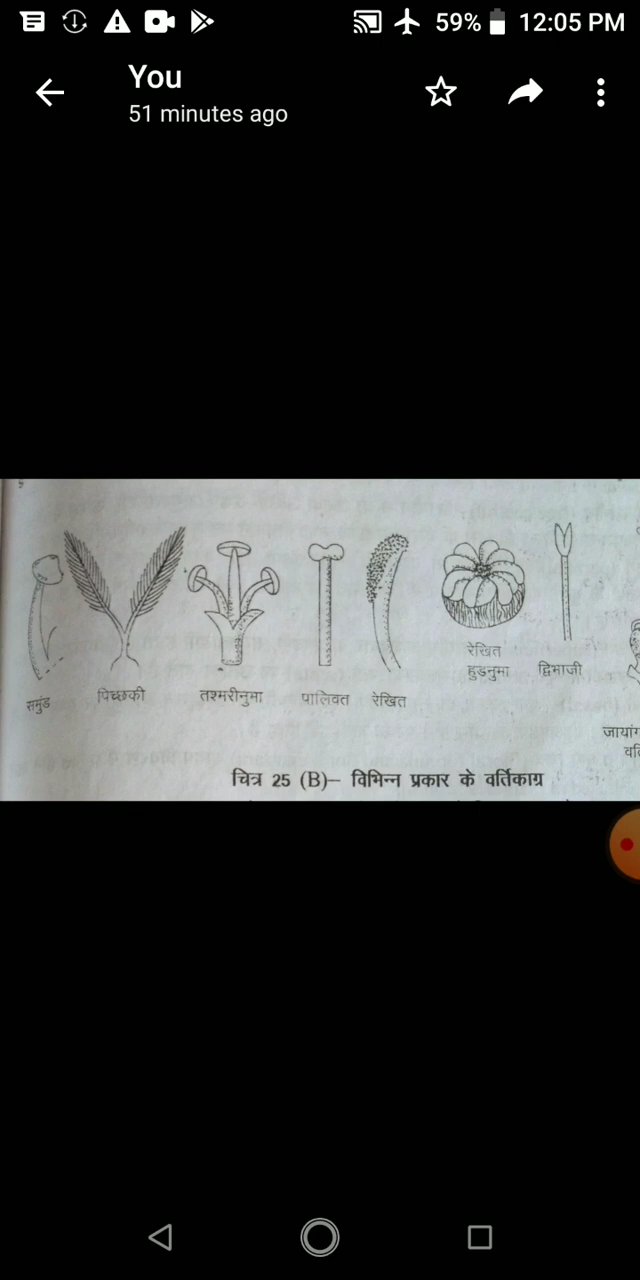 59%
12:05 PM
You
51 minutes ago
समुंड
पिच्छकी
तश्मरीनुमा
पालिवत
रेखित
रेखित
हुडनुमा
द्विमाजी
जायांग
चित्र 25 (B)– विभिन्न प्रकार के वर्तिकाग्र